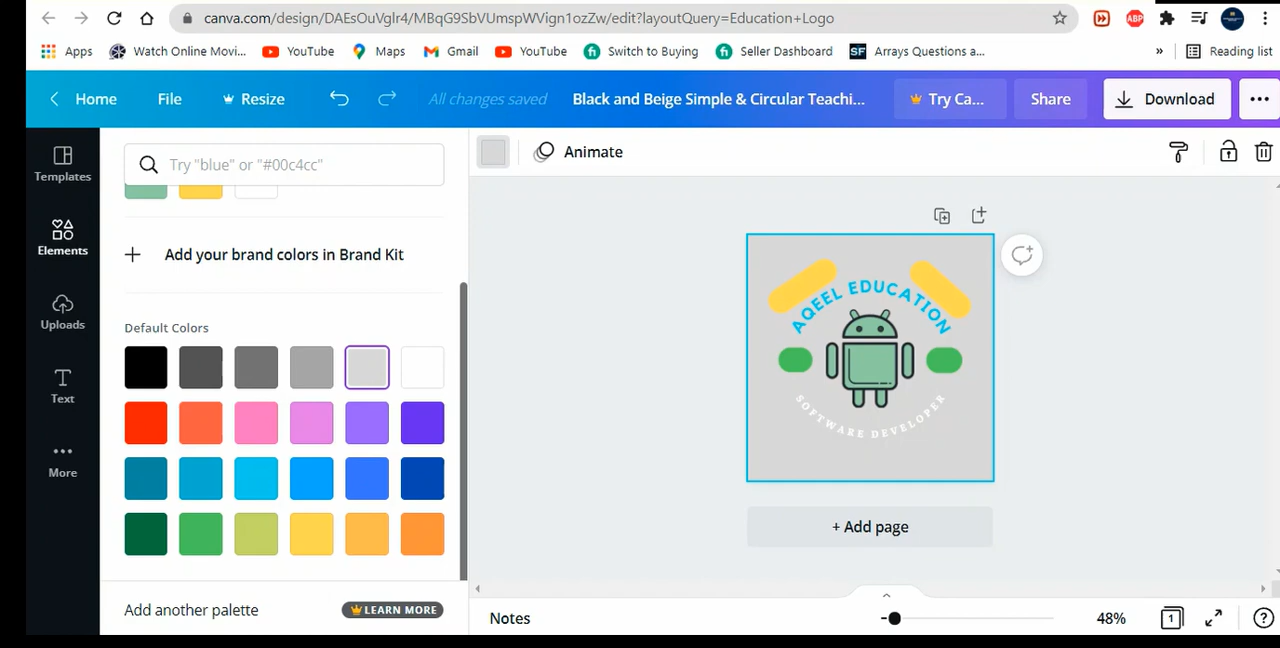 canva.com/design/DAEsOuVglr4/MBqG9SbVUmspWVign1ozZw/edit?layoutQuery=Education+Logo
ABP
Apps
Watch Online Movi...
YouTube
Maps
Gmail
YouTube
Switch to Buying
Seller Dashboard
SF
Arrays Questions a...
»
Reading list
Home
File
Resize
All changes saved
Black and Beige Simple & Circular Teachi...
Try Ca...
Share
Download
Templates
Elements
Uploads
Text
More
Try "blue" or "#00c4cc"
Add your brand colors in Brand Kit
Default Colors
Add another palette
LEARN MORE
Animate
AQEEL EDUCATION
SOFTWARE DEVELOPER
+ Add page
Notes
48%
1
?